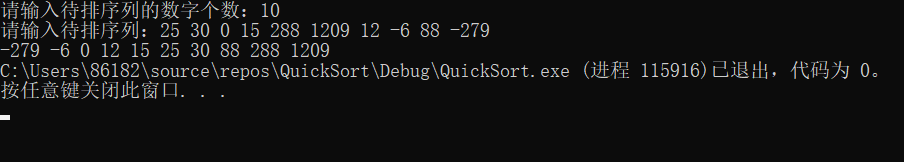 请输入待排序列的数字个数：10
请输入待排序列：25 30 0 15 288 1209 12 -6 88 -279
-279 -6 0 12 15 25 30 88 288 1209
C:\Users\86182\source\repos\QuickSort\Debug\QuickSort.exe (进程 115916)已退出，代码为 0。
按任意键关闭此窗口. . .